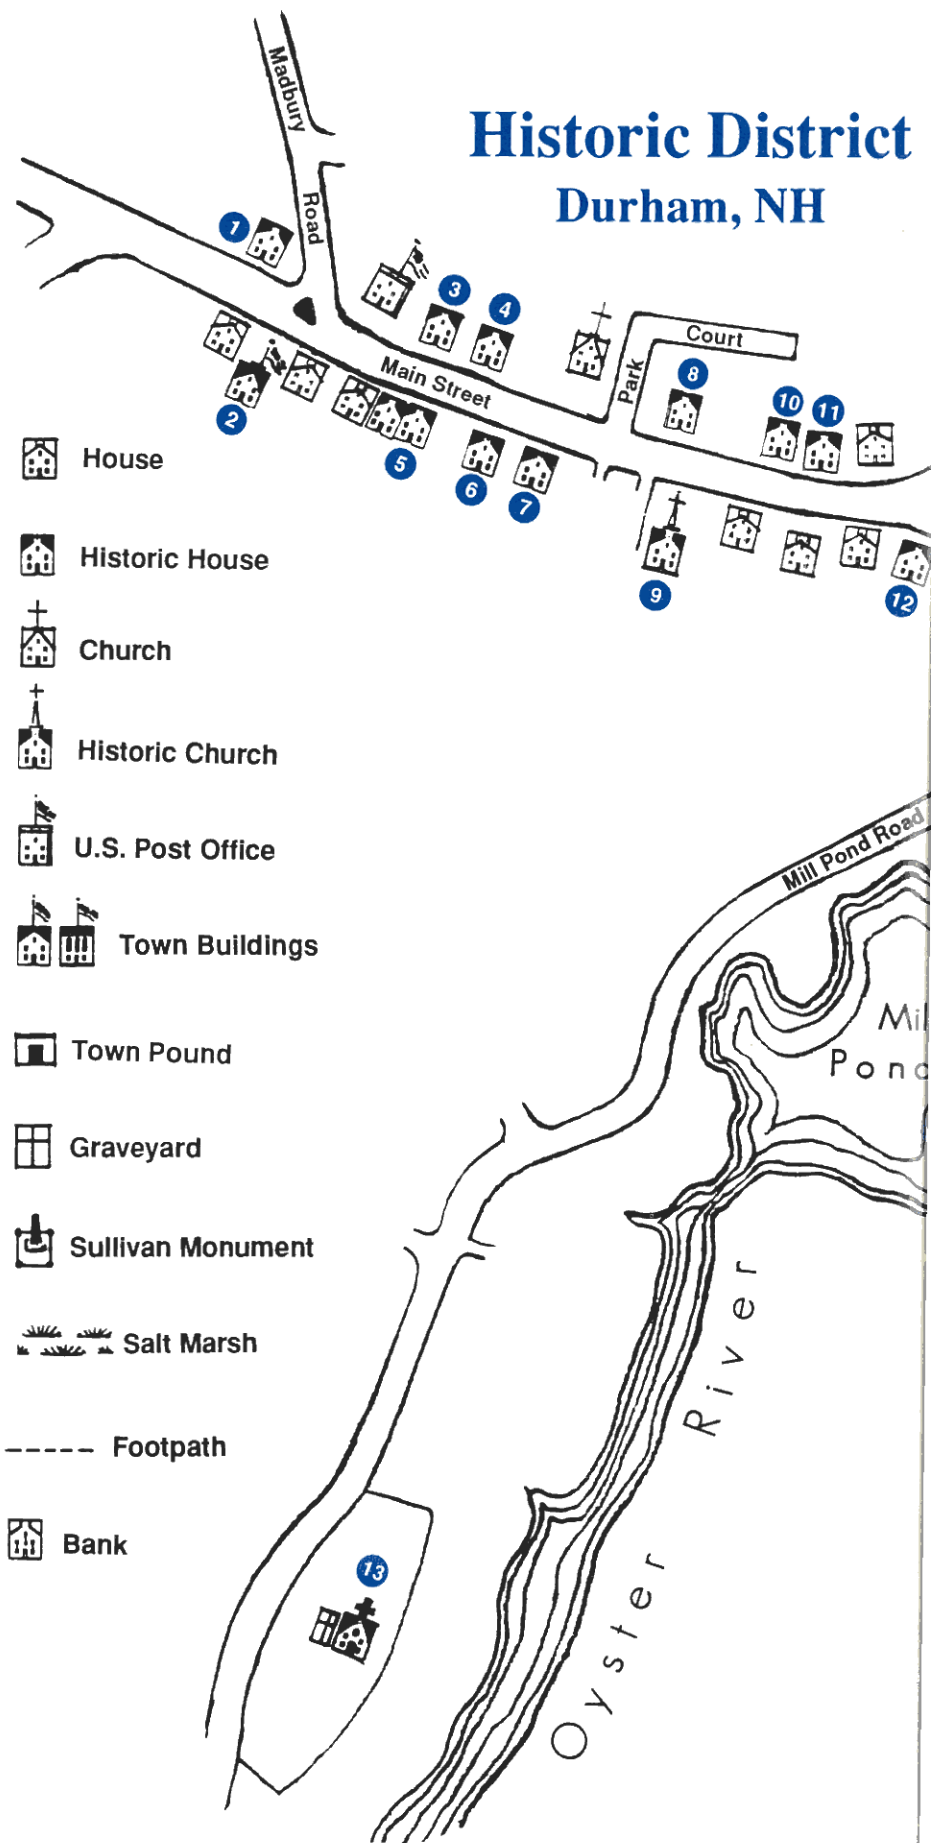 Historic District
Durham, NH
Madbury
Road
1
3
4
Court
Park
Main Street
8
10
11
2
5
6
7
9
12
House
Historic House
Church
Historic Church
U.S. Post Office
Town Buildings
Town Pound
Graveyard
Sullivan Monument
Salt Marsh
Footpath
Bank
Mill Pond Road
Mil
Pond
Oyster River
13